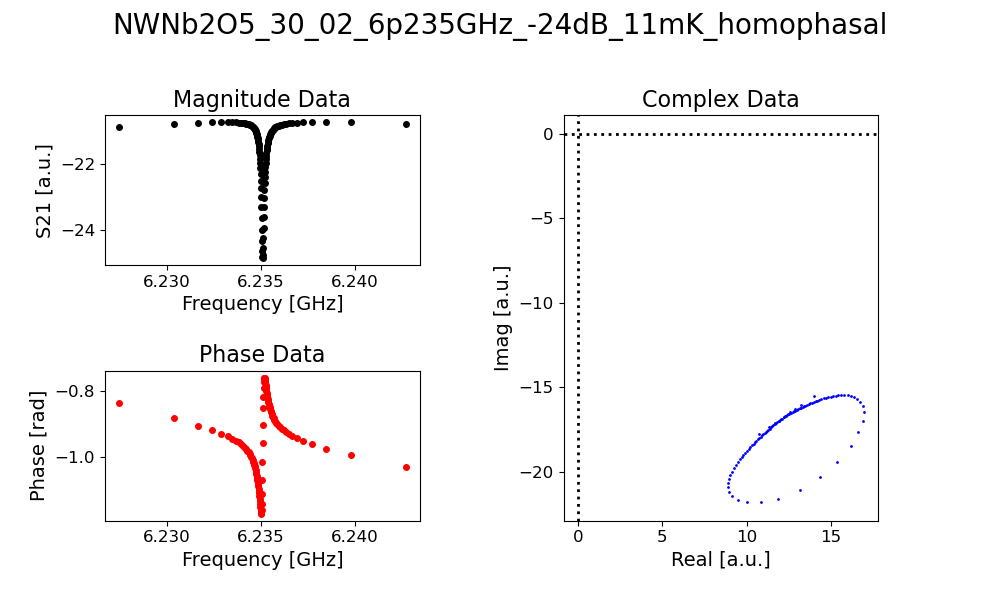 NWNb2O5_30_02_6p235GHz_-24dB_11mK_homophasal
Magnitude Data
S21 [a.u.]
−22
−24
6.230 6.235 6.240
Frequency [GHz]
Phase Data
Phase [rad]
−0.8
−1.0
6.230 6.235 6.240
Frequency [GHz]
Complex Data
Imag [a.u.]
0
−5
−10
−15
−20
0 5 10 15
Real [a.u.]